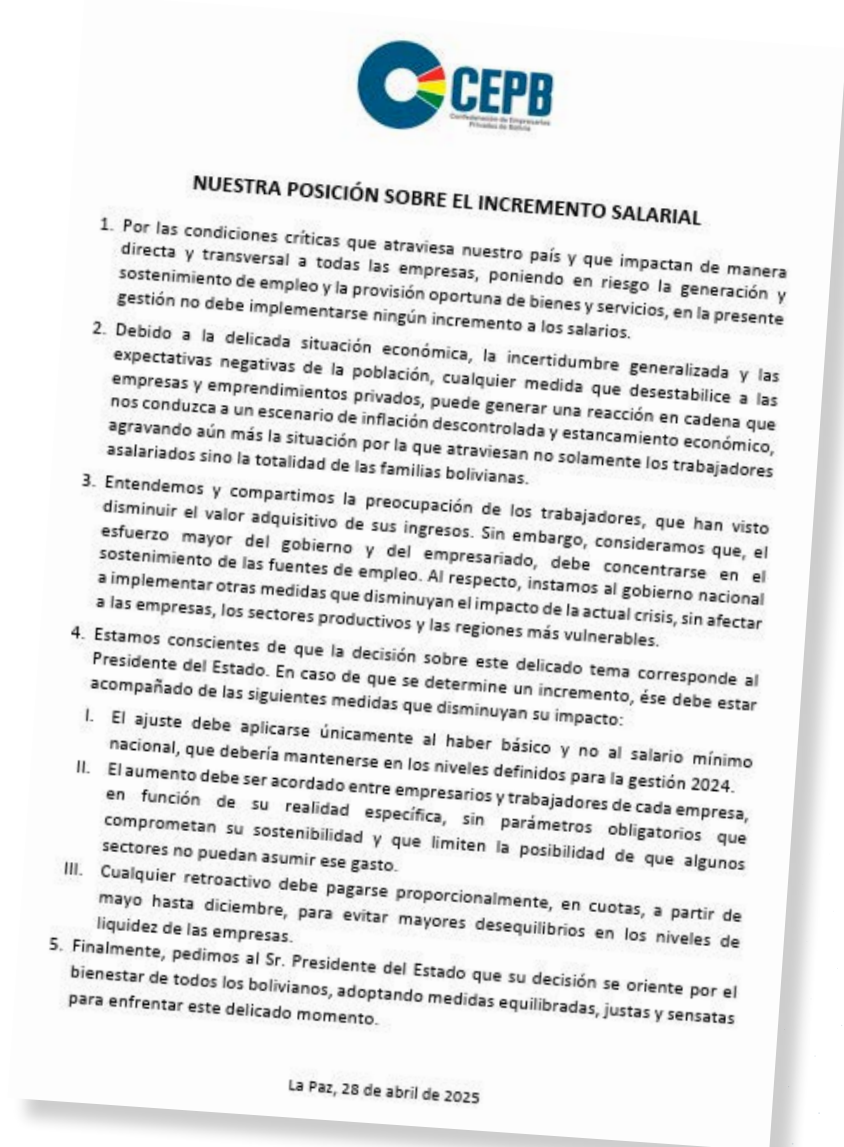 CEPB
Confederación de Empresarios
Privados de Bolivia
NUESTRA POSICIÓN SOBRE EL INCREMENTO SALARIAL
1. Por las condiciones críticas que atraviesa nuestro país y que impactan de manera
directa y transversal a todas las empresas, poniendo en riesgo la generación y
sostenimiento de empleo y la provisión oportuna de bienes y servicios, en la presente
gestión no debe implementarse ningún incremento a los salarios.
2. Debido a la delicada situación económica, la incertidumbre generalizada y las
expectativas negativas de la población, cualquier medida que desestabilice a las
empresas y emprendimientos privados, puede generar una reacción en cadena que
nos conduzca a un escenario de inflación descontrolada y estancamiento económico,
agravando aún más la situación por la que atraviesan no solamente los trabajadores
asalariados sino la totalidad de las familias bolivianas.
3. Entendemos y compartimos la preocupación de los trabajadores, que han visto
disminuir el valor adquisitivo de sus ingresos. Sin embargo, consideramos que, el
esfuerzo mayor del gobierno y del empresariado, debe concentrarse en el
sostenimiento de las fuentes de empleo. Al respecto, instamos al gobierno nacional
a implementar otras medidas que disminuyan el impacto de la actual crisis, sin afectar
a las empresas, los sectores productivos y las regiones más vulnerables.
4. Estamos conscientes de que la decisión sobre este delicado tema corresponde al
Presidente del Estado. En caso de que se determine un incremento, ése debe estar
acompañado de las siguientes medidas que disminuyan su impacto:
I. El ajuste debe aplicarse únicamente al haber básico y no al salario mínimo
nacional, que debería mantenerse en los niveles definidos para la gestión 2024.
II. El aumento debe ser acordado entre empresarios y trabajadores de cada empresa,
en función de su realidad específica, sin parámetros obligatorios que
comprometan su sostenibilidad y que limiten la posibilidad de que algunos
sectores no puedan asumir ese gasto.
III. Cualquier retroactivo debe pagarse proporcionalmente, en cuotas, a partir de
mayo hasta diciembre, para evitar mayores desequilibrios en los niveles de
liquidez de las empresas.
5. Finalmente, pedimos al Sr. Presidente del Estado que su decisión se oriente por el
bienestar de todos los bolivianos, adoptando medidas equilibradas, justas y sensatas
para enfrentar este delicado momento.
La Paz, 28 de abril de 2025